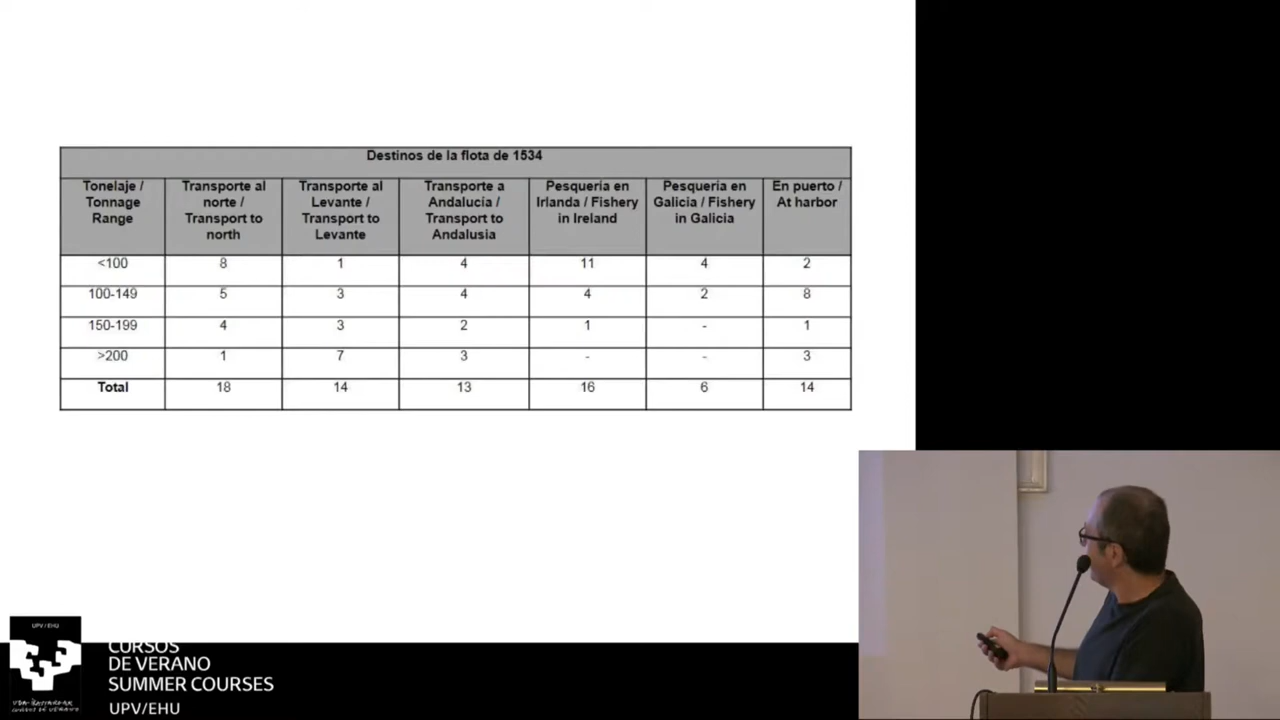 Destinos de la flota de 1534
Tonelaje / Tonnage Range
Transporte al norte / Transport to north
Transporte al Levante / Transport to Levante
Transporte a Andalucía / Transport to Andalusia
Pesquería en Irlanda / Fishery in Ireland
Pesquería en Galicia / Fishery in Galicia
En puerto / At harbor
<100 8 1 4 11 4 2
100-149 5 3 4 4 2 8
150-199 4 3 2 1 - 1
>200 1 7 3 - - 3
Total 18 14 13 16 6 14
UPV / EHU
CURSOS
DE VERANO
SUMMER COURSES
UPV/EHU